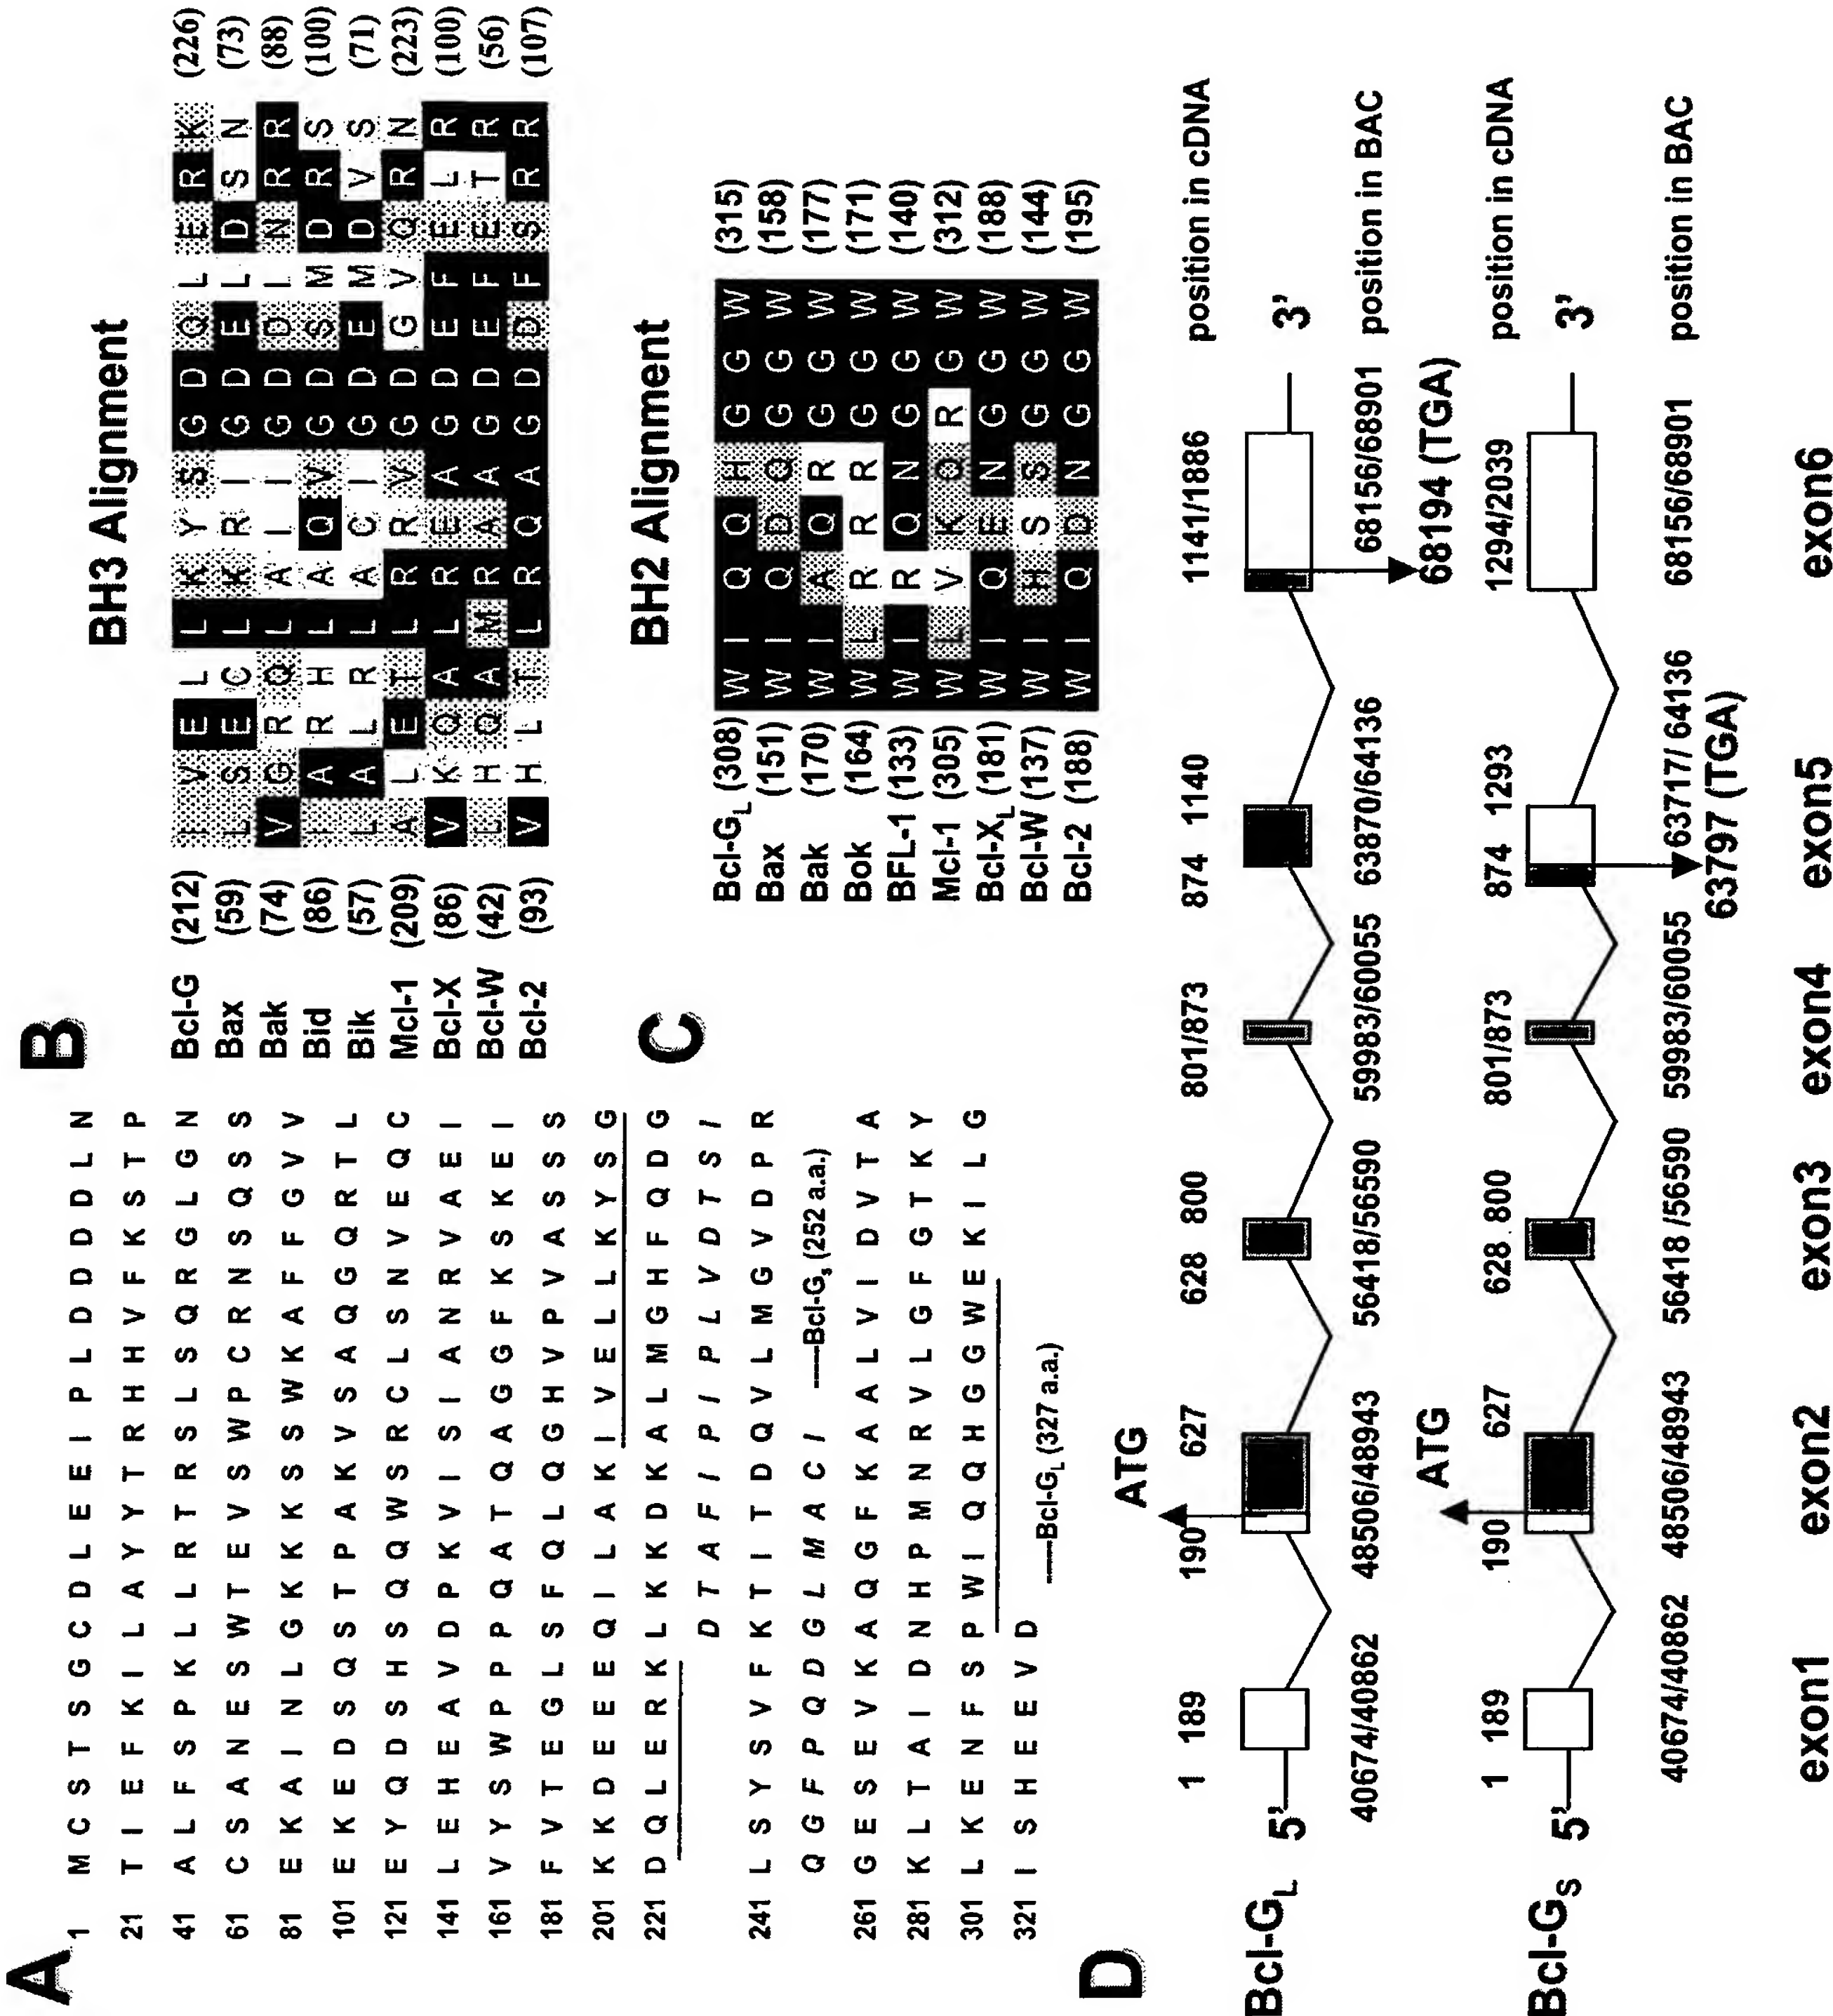 A
1 M C S T S G C D L E E I P L D D D D L N
21 T I E F K I L A Y Y T R H H V F K S T P
41 A L F S P K L L R T R S L S Q R G L G N
61 C S A N E S W T E V S W P C R N S Q S S
81 E K A I N L G K K K S S W K A F F G V V
101 E K E D S Q S T P A K V S A Q G Q R T L
121 E Y Q D S H S Q Q W S R C L S N V E Q C
141 L E H E A V D P K V I S I A N R V A E I
161 V Y S W P P P Q A T Q A G G F K S K E I
181 F V T E G L S F Q L Q G H V P V A S S S
201 K K D E E E Q I L A K I V E L L K Y S G
221 D Q L E R K L K K D K A L M G H F Q D G
D T A F I P I P L V D T S I
241 L S Y S V F K T I T D Q V L M G V D P R
Q G F P Q D G L M A C I ----Bcl-Gs (252 a.a.)
261 G E S E V K A Q G F K A A L V I D V T A
281 K L T A I D N H P M N R V L G F G T K Y
301 L K E N F S P W I Q Q H G G W E K I L G
321 I S H E E V D ----Bcl-GL (327 a.a.)
B
BH3 Alignment
Bcl-G (212) I V E L L K Y S G D Q L E R K (226)
Bax (59) L S E C L K R I G D E L D S N (73)
Bak (74) V G R Q L A I I G D D L N R R (88)
Bid (86) I A R H L A Q V G D S M D R S (100)
Bik (57) L A L R L A C I G D E M D V S (71)
Mcl-1 (209) A L E T L R R V G D G V Q R N (223)
Bcl-X (86) V K Q A L R E A G D E F E L R (100)
Bcl-W (42) L H Q A M R A A G D E F E T R (56)
Bcl-2 (93) V H L T L R Q A G D D F S R R (107)
C
BH2 Alignment
Bcl-GL (308) W I Q Q H G G W (315)
Bax (151) W I Q D Q G G W (158)
Bak (170) W I A Q R G G W (177)
Bok (164) W L R R R G G W (171)
BFL-1 (133) W I R Q N G G W (140)
Mcl-1 (305) W L V K Q R G W (312)
Bcl-XL (181) W I Q E N G G W (188)
Bcl-W (137) W I H S S G G W (144)
Bcl-2 (188) W I Q D N G G W (195)
D
ATG
1 189 190 627 628 800 801/873 874 1140 1141/1886 position in cDNA
Bcl-GL 5' 3'
40674/40862 48506/48943 56418/56590 59983/60055 63870/64136 68156/68901 position in BAC
68194 (TGA)
ATG
1 189 190 627 628 800 801/873 874 1293 1294/2039 position in cDNA
Bcl-GS 5' 3'
40674/40862 48506/48943 56418 /56590 59983/60055 63717/ 64136 68156/68901 position in BAC
63797 (TGA)
exon1 exon2 exon3 exon4 exon5 exon6